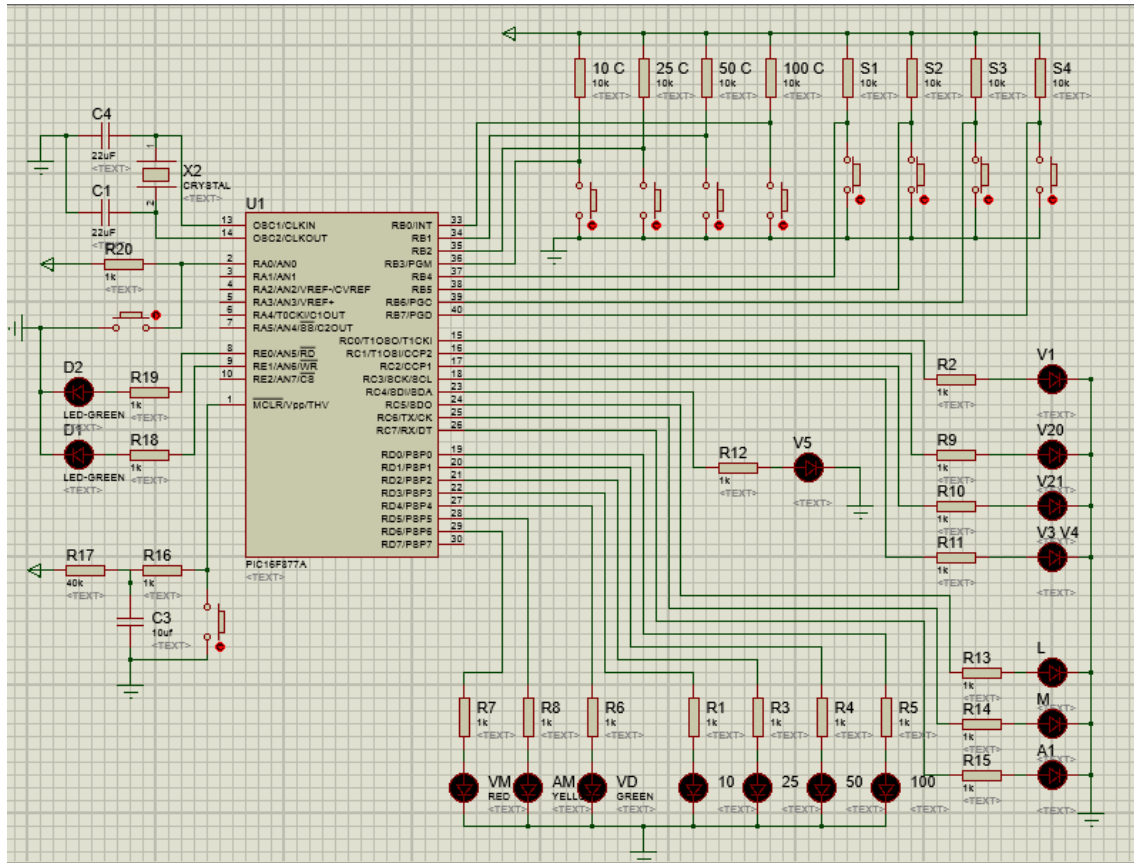 10 C
10k
<TEXT>
25 C
10k
<TEXT>
50 C
10k
<TEXT>
100 C
10k
<TEXT>
S1
10k
<TEXT>
S2
10k
<TEXT>
S3
10k
<TEXT>
S4
10k
<TEXT>
C4
22uF
<TEXT>
1
X2
CRYSTAL
<TEXT>
2
C1
22uF
<TEXT>
R20
1k
<TEXT>
U1
13 OSC1/CLKIN
14 OSC2/CLKOUT
2 RA0/AN0
3 RA1/AN1
4 RA2/AN2/VREF-/CVREF
5 RA3/AN3/VREF+
6 RA4/T0CKI/C1OUT
7 RA5/AN4/SS/C2OUT
8 RE0/AN5/RD
9 RE1/AN6/WR
10 RE2/AN7/CS
1 MCLR/Vpp/THV
RB0/INT 33
RB1 34
RB2 35
RB3/PGM 36
RB4 37
RB5 38
RB6/PGC 39
RB7/PGD 40
RC0/T1OSO/T1CKI 15
RC1/T1OSI/CCP2 16
RC2/CCP1 17
RC3/SCK/SCL 18
RC4/SDI/SDA 23
RC5/SDO 24
RC6/TX/CK 25
RC7/RX/DT 26
RD0/PSP0 19
RD1/PSP1 20
RD2/PSP2 21
RD3/PSP3 22
RD4/PSP4 27
RD5/PSP5 28
RD6/PSP6 29
RD7/PSP7 30
PIC16F877A
<TEXT>
D2
LED-GREEN
<TEXT>
R19
1k
<TEXT>
D1
LED-GREEN
<TEXT>
R18
1k
<TEXT>
R17
40k
<TEXT>
R16
1k
<TEXT>
C3
10uf
<TEXT>
R2
1k
<TEXT>
V1
<TEXT>
R9
1k
<TEXT>
V20
<TEXT>
R10
1k
<TEXT>
V21
<TEXT>
R11
1k
<TEXT>
V3 V4
<TEXT>
R12
1k
<TEXT>
V5
<TEXT>
R13
1k
<TEXT>
L
<TEXT>
R14
1k
<TEXT>
M
<TEXT>
R15
1k
<TEXT>
A1
<TEXT>
R7
1k
<TEXT>
R8
1k
<TEXT>
R6
1k
<TEXT>
R1
1k
<TEXT>
R3
1k
<TEXT>
R4
1k
<TEXT>
R5
1k
<TEXT>
VM
RED
AM
VD
GREEN
10
25
50
100